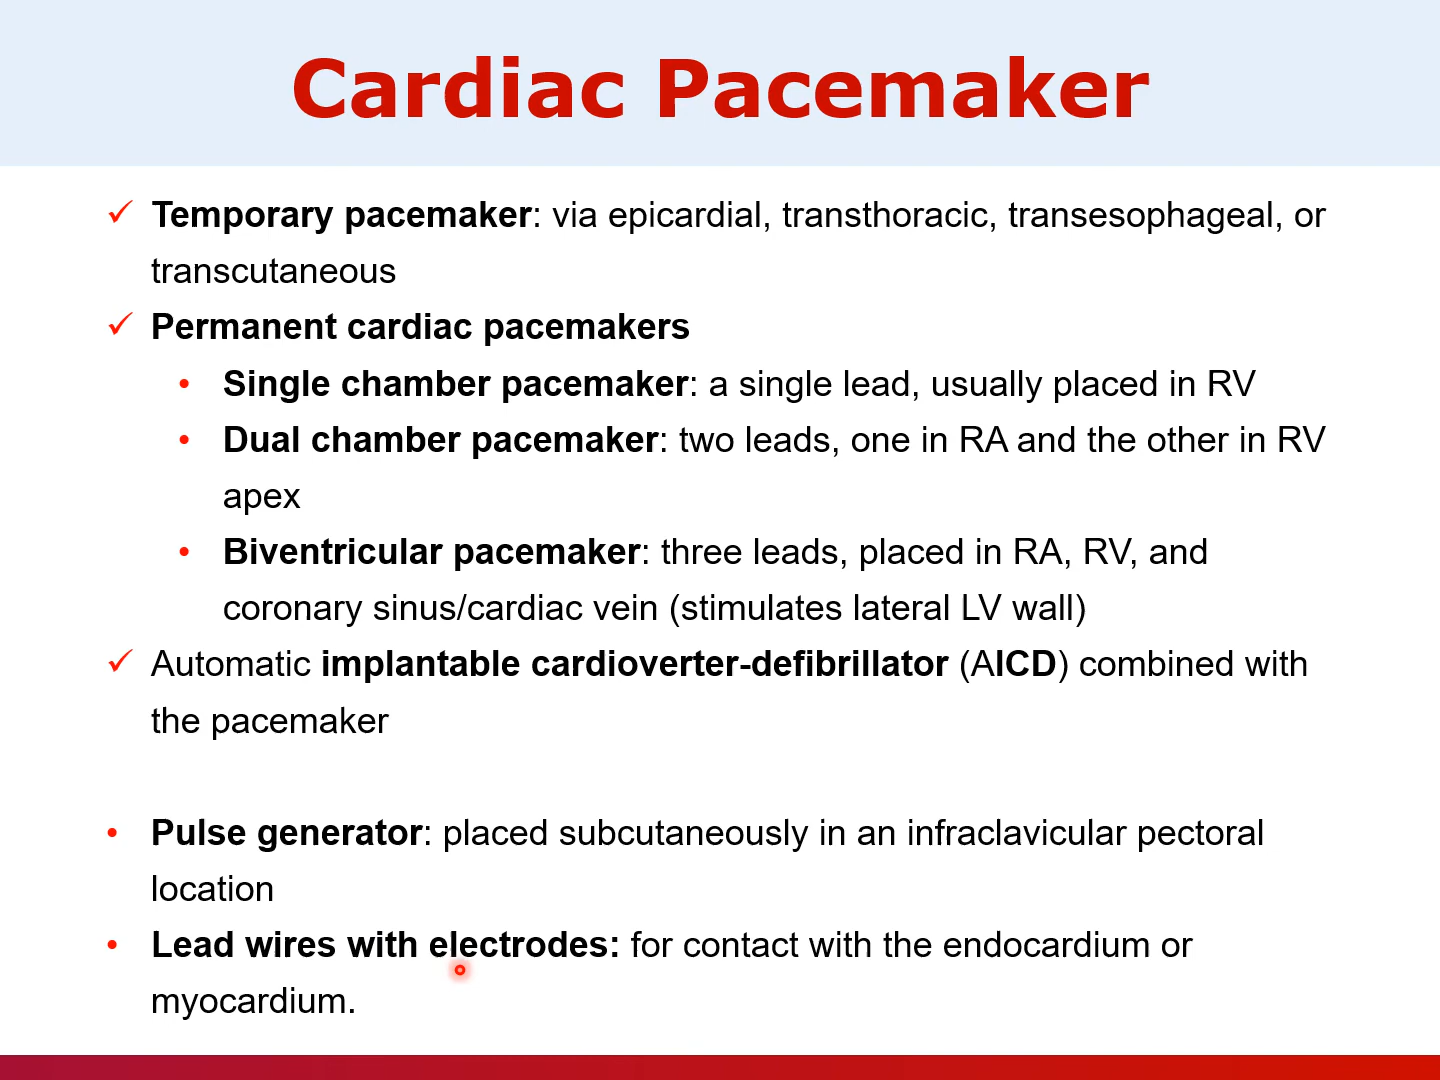 Cardiac Pacemaker
✓ Temporary pacemaker: via epicardial, transthoracic, transesophageal, or
transcutaneous
✓ Permanent cardiac pacemakers
• Single chamber pacemaker: a single lead, usually placed in RV
• Dual chamber pacemaker: two leads, one in RA and the other in RV
apex
• Biventricular pacemaker: three leads, placed in RA, RV, and
coronary sinus/cardiac vein (stimulates lateral LV wall)
✓ Automatic implantable cardioverter-defibrillator (AICD) combined with
the pacemaker
• Pulse generator: placed subcutaneously in an infraclavicular pectoral
location
• Lead wires with electrodes: for contact with the endocardium or
myocardium.